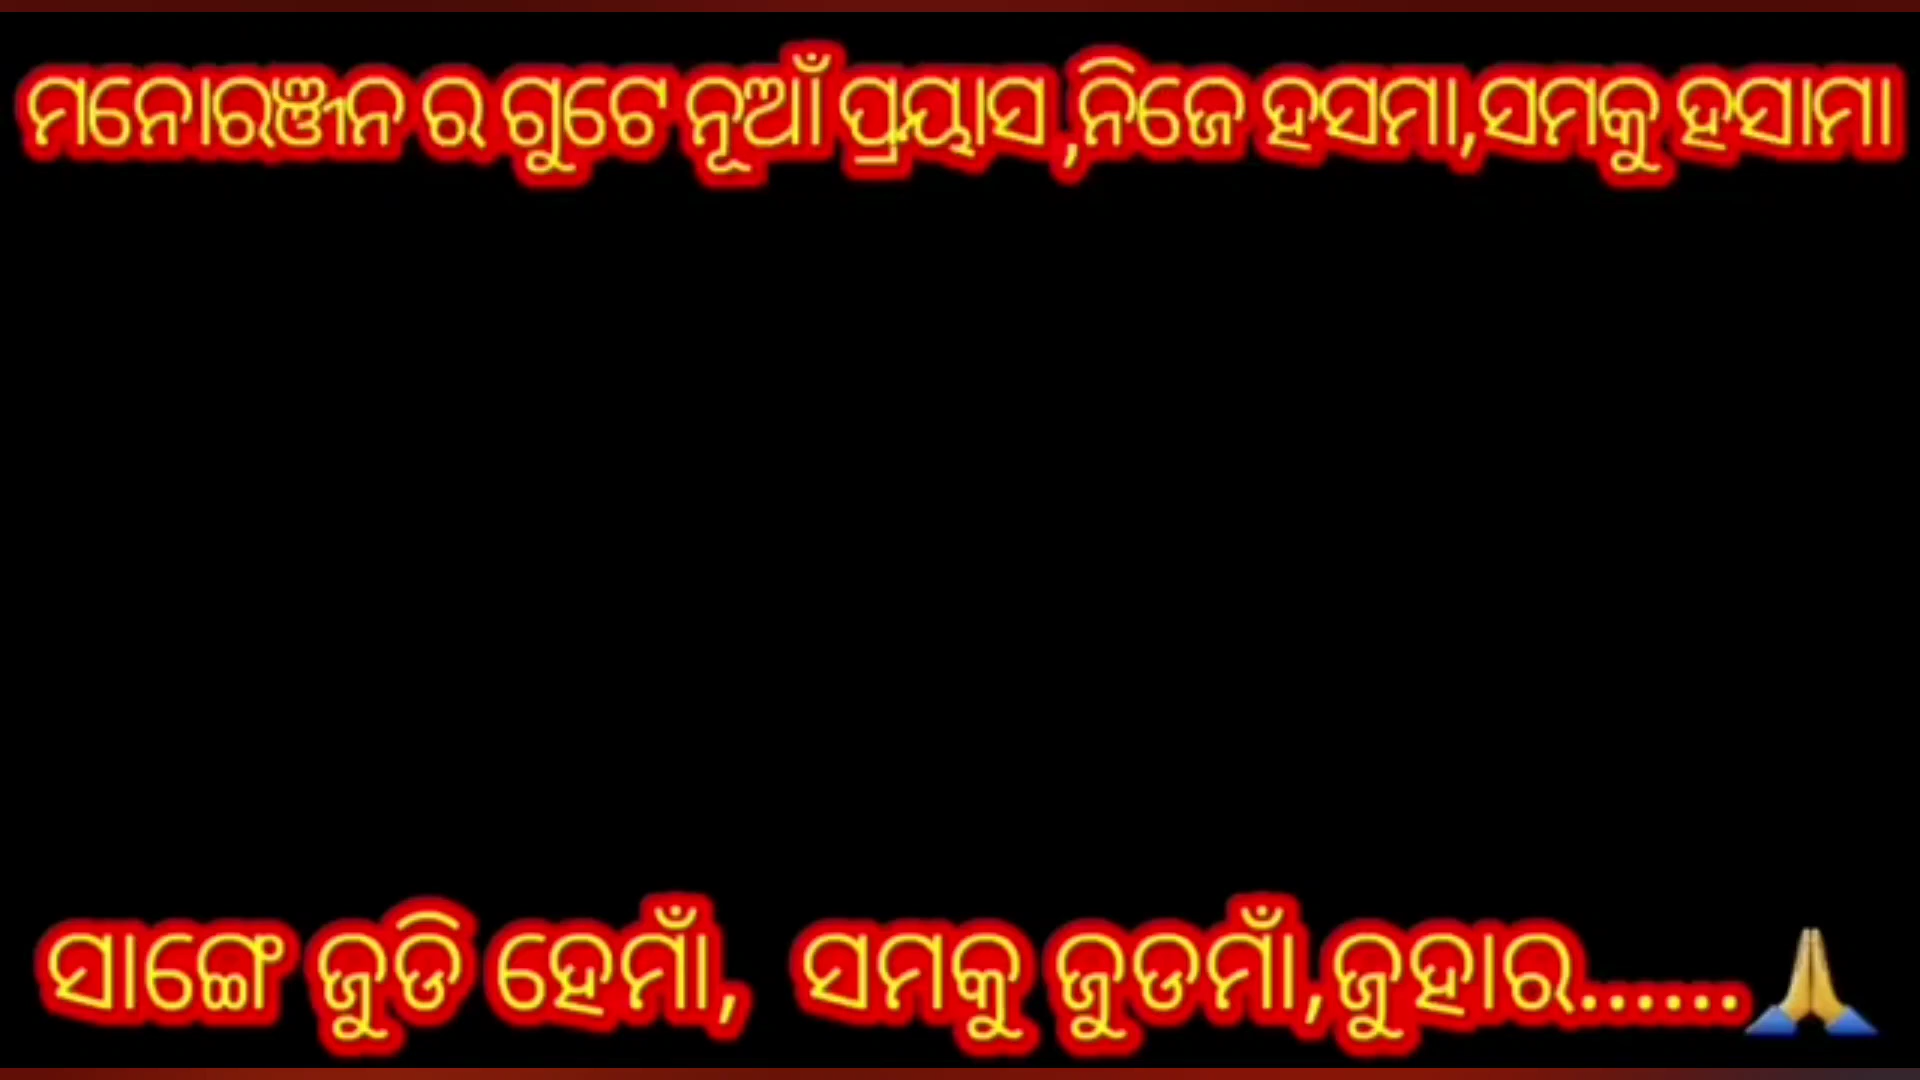 ମନୋରଞ୍ଜନ ର ଗୁଟେ ନୂଆଁ ପ୍ରୟାସ ,ନିଜେ ହସମା,ସମକୁ ହସାମା
ସାଙ୍ଗେ ଜୁଡି ହେମାଁ, ସମକୁ ଜୁଡମାଁ,ଜୁହାର......🙏